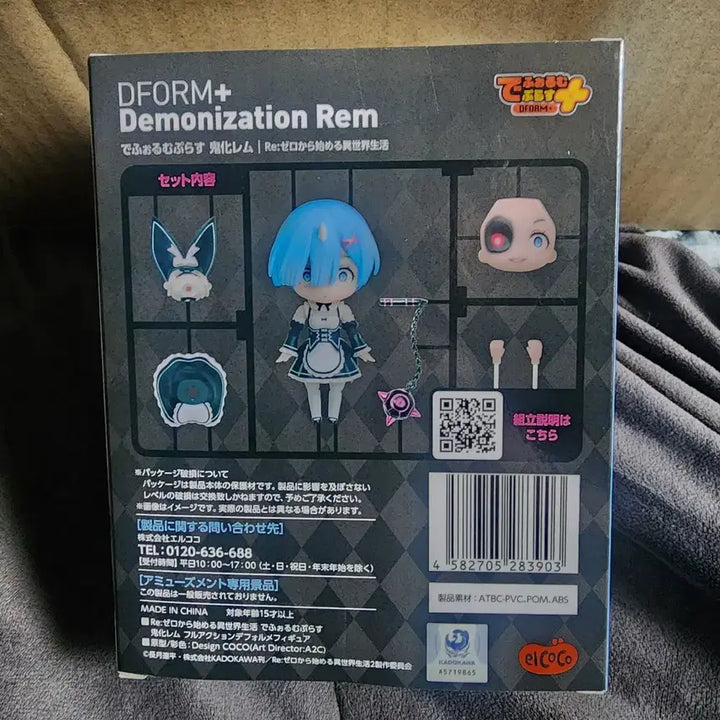 DFORM+
Demonization Rem
でふぉるむぷらす 鬼化レム | Re:ゼロから始める異世界生活
でふぉるむ
ぷらす
DFORM+
セット内容
組立説明は
こちら
※パッケージ破損について
パッケージは製品本体の保護材です。製品に影響を及ぼさない
レベルの破損は交換致しかねますので、予めご了承ください。
※画像はイメージです。実際の製品とは異なる場合があります。
[製品に関する問い合わせ先]
株式会社エルココ
TEL:0120-636-688
[受付時間] 平日10:00~17:00 (土・日・祝日・年末年始を除く)
[アミューズメント専用景品]
この製品は一般販売されておりません。
MADE IN CHINA 対象年齢15才以上
■Re:ゼロから始める異世界生活 でふぉるむぷらす
鬼化レム フルアクションデフォルメフィギュア
■原型/彩色:Design COCO(Art Director:A2C)
©長月達平・株式会社KADOKAWA刊/Re:ゼロから始める異世界生活2製作委員会
4 582705 283903
製品素材:ATBC-PVC.POM.ABS
KADOKAWA
A5719865
elCoCo